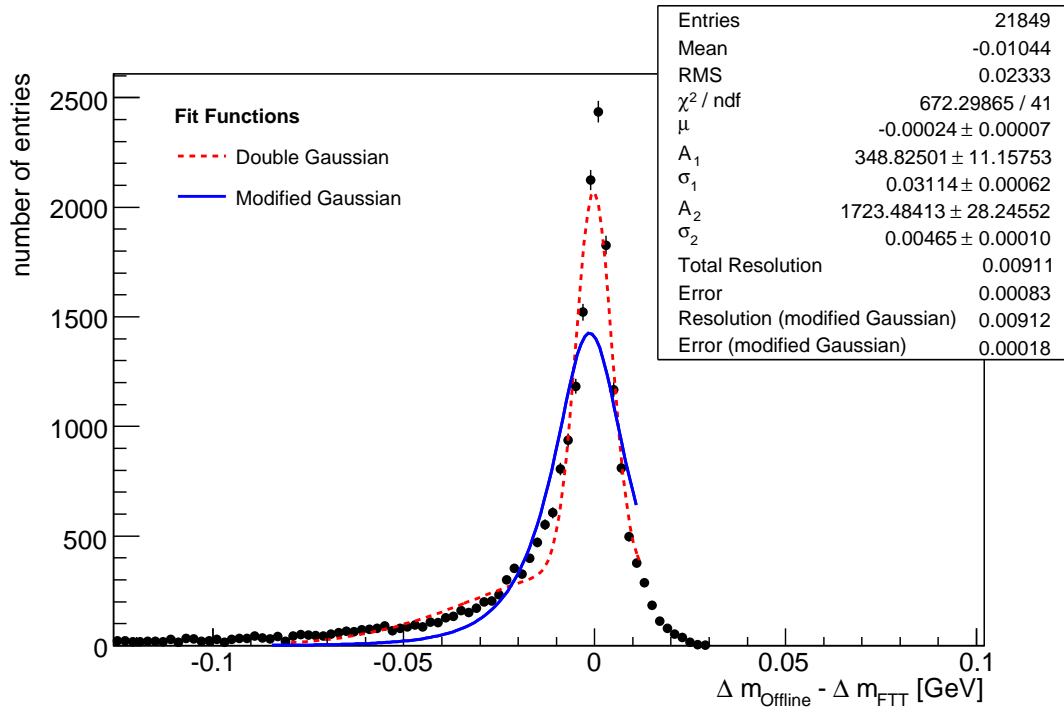 Entries 21849
Mean -0.01044
RMS 0.02333
χ² / ndf 672.29865 / 41
μ -0.00024 ± 0.00007
A₁ 348.82501 ± 11.15753
σ₁ 0.03114 ± 0.00062
A₂ 1723.48413 ± 28.24552
σ₂ 0.00465 ± 0.00010
Total Resolution 0.00911
Error 0.00083
Resolution (modified Gaussian) 0.00912
Error (modified Gaussian) 0.00018
number of entries
Fit Functions
Double Gaussian
Modified Gaussian
2500
2000
1500
1000
500
0
-0.1 -0.05 0 0.05 0.1
Δ m_Offline - Δ m_FTT [GeV]